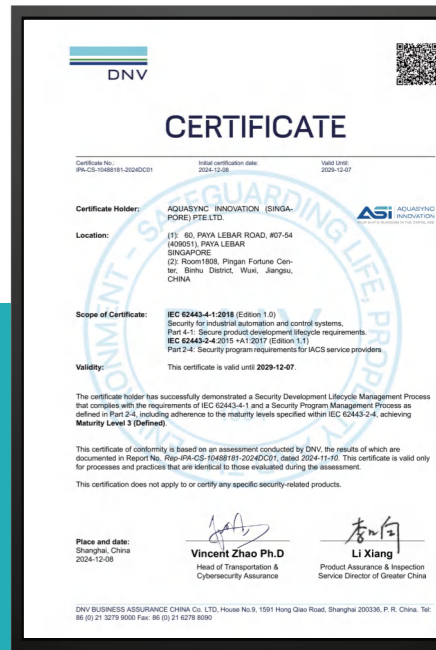 DNV
CERTIFICATE
Certificate No.:
IPA-CS-10488181-2024DC01
Initial certification date:
2024-12-08
Valid Until:
2029-12-07
Certificate Holder:
AQUASYNC INNOVATION (SINGA-
PORE) PTE.LTD.
ASi AQUASYNC
INNOVATION
Location:
(1): 60, PAYA LEBAR ROAD, #07-54
(409051), PAYA LEBAR
SINGAPORE
(2): Room1808, Pingan Fortune Cen-
ter, Binhu District, Wuxi, Jiangsu,
CHINA
Scope of Certificate:
IEC 62443-4-1:2018 (Edition 1.0)
Security for industrial automation and control systems,
Part 4-1: Secure product development lifecycle requirements.
IEC 62443-2-4:2015 +A1:2017 (Edition 1.1)
Part 2-4: Security program requirements for IACS service providers
Validity:
This certificate is valid until 2029-12-07.
The certificate holder has successfully demonstrated a Security Development Lifecycle Management Process
that complies with the requirements of IEC 62443-4-1 and a Security Program Management Process as
defined in Part 2-4, including adherence to the maturity levels specified within IEC 62443-2-4, achieving
Maturity Level 3 (Defined).
This certificate of conformity is based on an assessment conducted by DNV, the results of which are
documented in Report No. Rep-IPA-CS-10488181-2024DC01, dated 2024-11-10. This certificate is valid only
for processes and practices that are identical to those evaluated during the assessment.
This certification does not apply to or certify any specific security-related products.
Place and date:
Shanghai, China
2024-12-08
Vincent Zhao Ph.D
Head of Transportation &
Cybersecurity Assurance
李向
Li Xiang
Product Assurance & Inspection
Service Director of Greater China
DNV BUSINESS ASSURANCE CHINA Co. LTD, House No.9, 1591 Hong Qiao Road, Shanghai 200336, P. R. China. Tel:
86 (0) 21 3279 9000 Fax: 86 (0) 21 6278 8090
SAFEGUARDING LIFE, PROPERTY